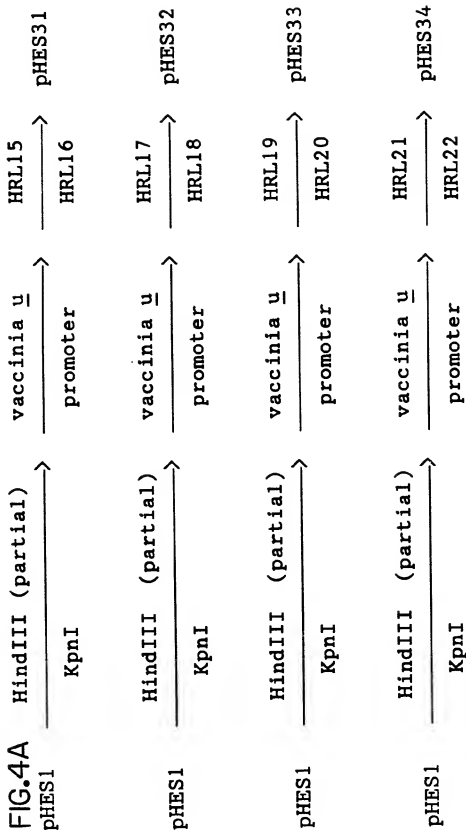 FIG.4A
HindIII (partial) vaccinia u HRL15
pHES1 pHES31
KpnI promoter HRL16
HindIII (partial) vaccinia u HRL17
pHES1 pHES32
KpnI promoter HRL18
HindIII (partial) vaccinia u HRL19
pHES1 pHES33
KpnI promoter HRL20
HindIII (partial) vaccinia u HRL21
pHES1 pHES34
KpnI promoter HRL22